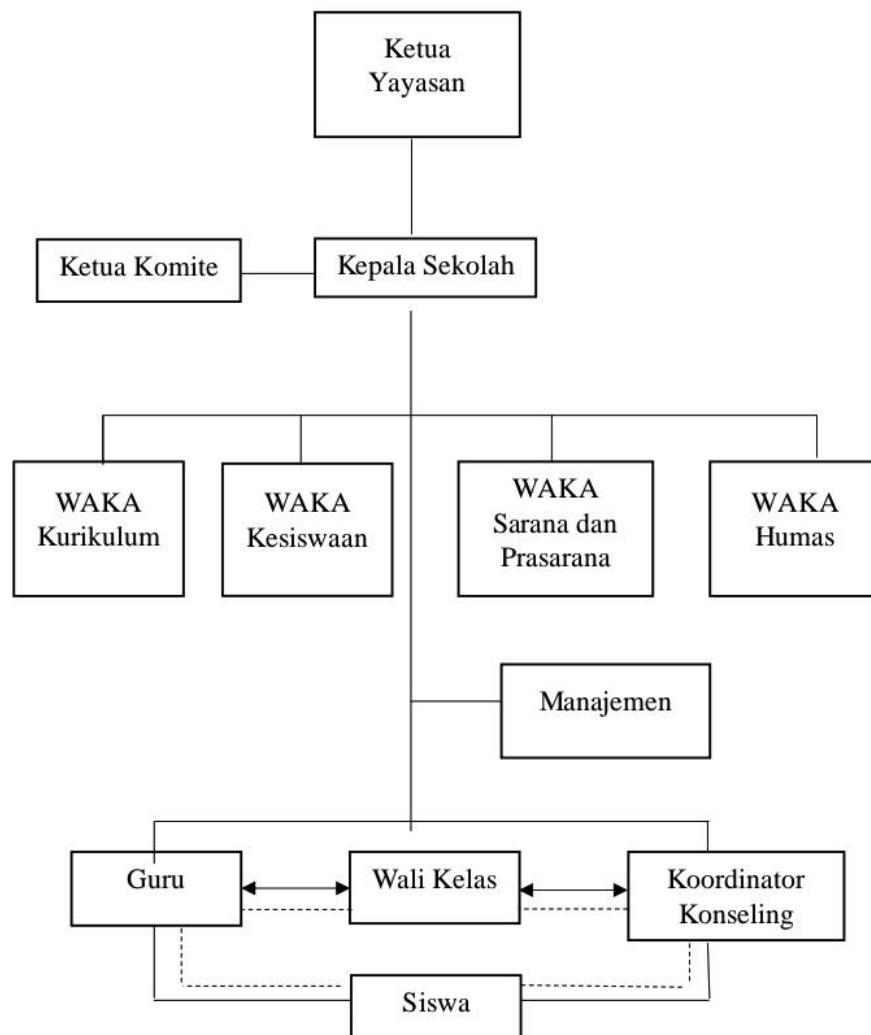 Ketua
Yayasan
Ketua Komite
Kepala Sekolah
WAKA
Kurikulum
WAKA
Kesiswaan
WAKA
Sarana dan
Prasarana
WAKA
Humas
Manajemen
Guru
Wali Kelas
Koordinator
Konseling
Siswa